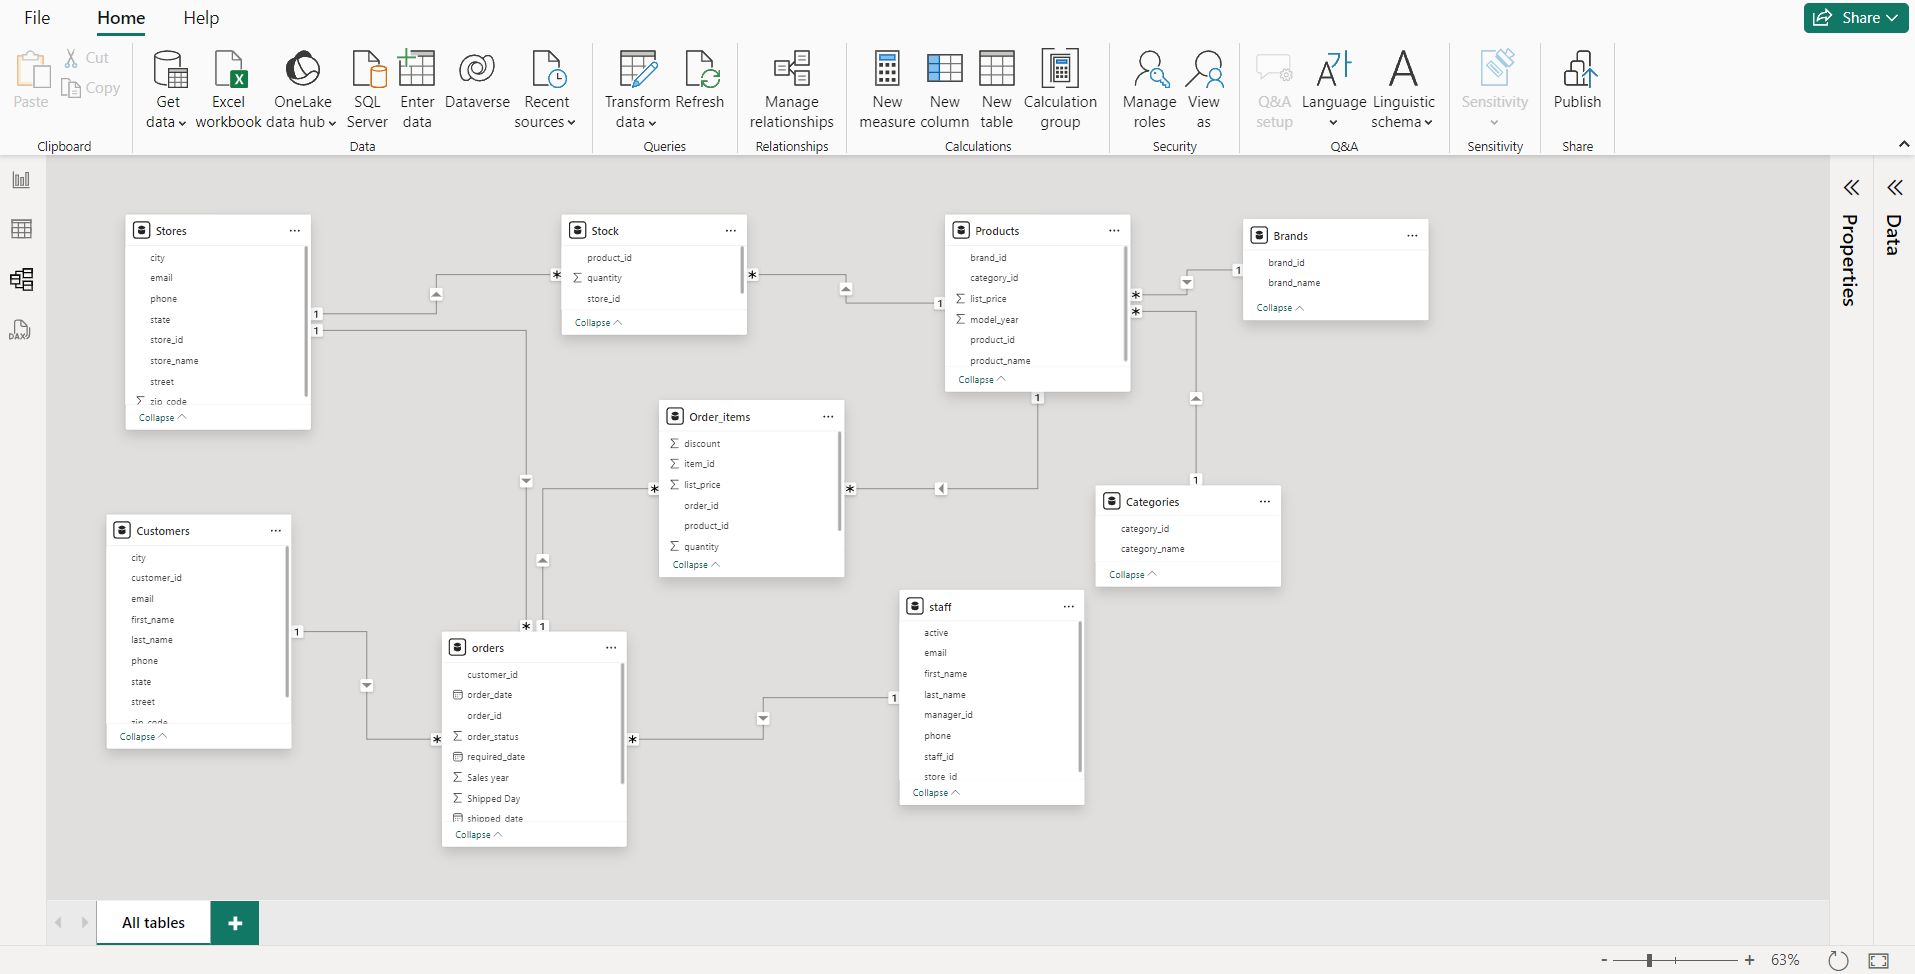 File Home Help
Share
Paste
Cut
Copy
Clipboard
Get data
Excel workbook
OneLake data hub
SQL Server
Enter data
Dataverse
Recent sources
Data
Transform data
Refresh
Queries
Manage relationships
Relationships
New measure
New column
New table
Calculation group
Calculations
Manage roles
View as
Security
Q&A setup
Language
Linguistic schema
Q&A
Sensitivity
Sensitivity
Publish
Share
DAX
Stores
city
email
phone
state
store_id
store_name
street
zip_code
Collapse
Stock
product_id
quantity
store_id
Collapse
Products
brand_id
category_id
list_price
model_year
product_id
product_name
Collapse
Brands
brand_id
brand_name
Collapse
Order_items
discount
item_id
list_price
order_id
product_id
quantity
Collapse
Categories
category_id
category_name
Collapse
Customers
city
customer_id
email
first_name
last_name
phone
state
street
zip_code
Collapse
orders
customer_id
order_date
order_id
order_status
required_date
Sales year
Shipped Day
shipped_date
Collapse
staff
active
email
first_name
last_name
manager_id
phone
staff_id
store_id
Collapse
1
1
*
*
1
*
*
1
1
1
*
*
1
*
1
*
*
1
Properties
Data
All tables
+
- + 63%